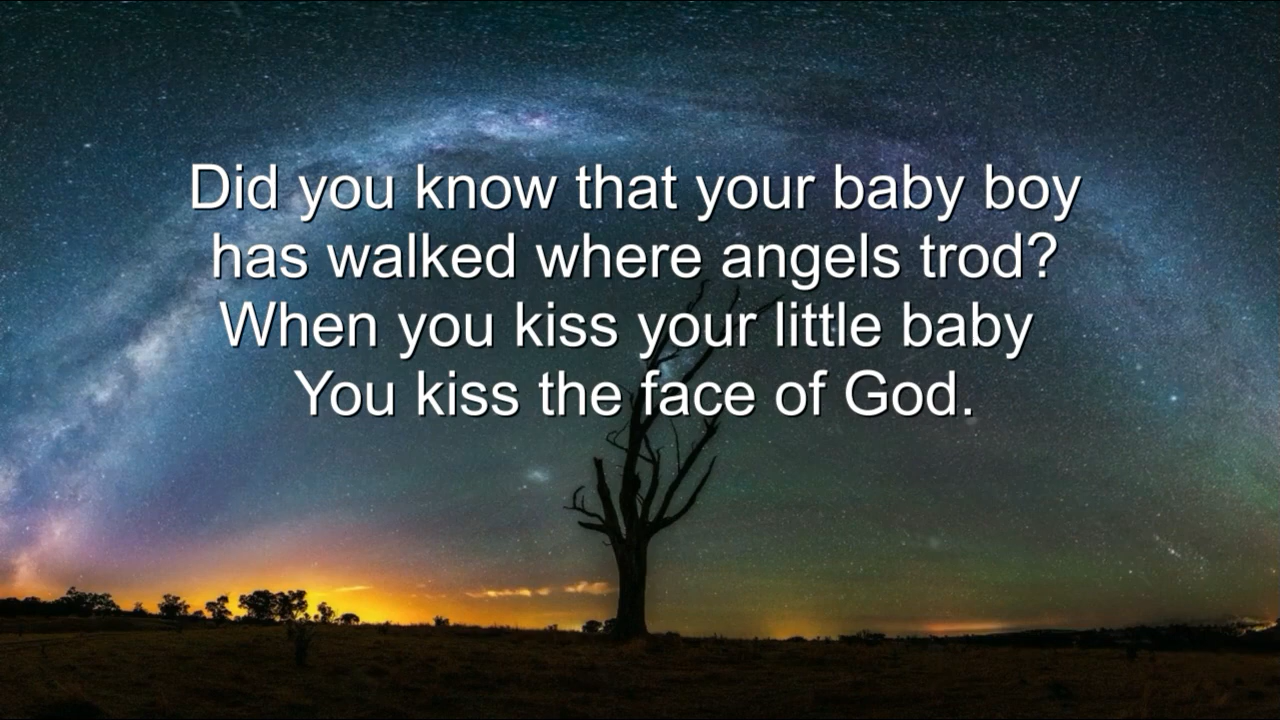 Did you know that your baby boy
has walked where angels trod?
When you kiss your little baby
You kiss the face of God.